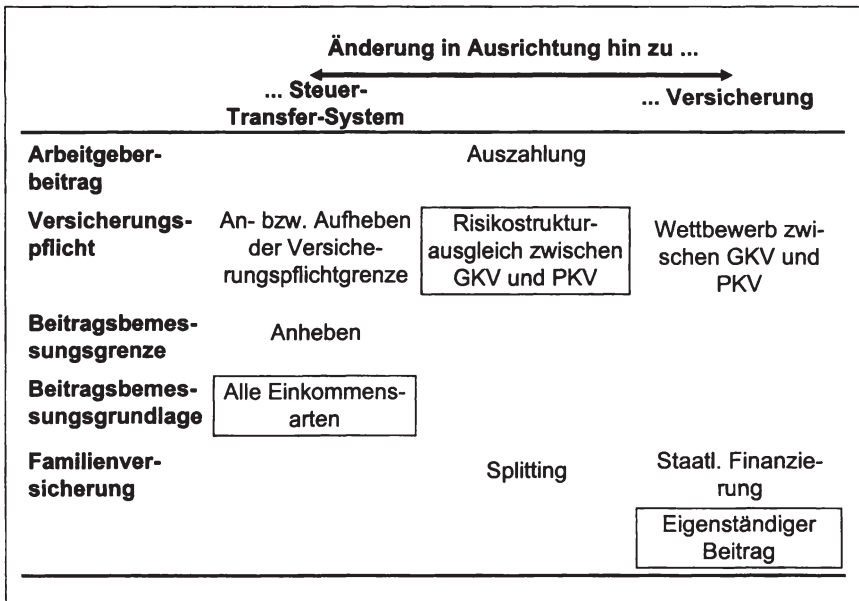 Änderung in Ausrichtung hin zu ...
... Steuer-
Transfer-System
... Versicherung
Arbeitgeber-
beitrag
Auszahlung
Versicherungs-
pflicht
An- bzw. Aufheben
der Versiche-
rungspflichtgrenze
Risikostruktur-
ausgleich zwischen
GKV und PKV
Wettbewerb zwi-
schen GKV und
PKV
Beitragsbemes-
sungsgrenze
Anheben
Beitragsbemes-
sungsgrundlage
Alle Einkommens-
arten
Familienver-
sicherung
Splitting
Staatl. Finanzie-
rung
Eigenständiger
Beitrag